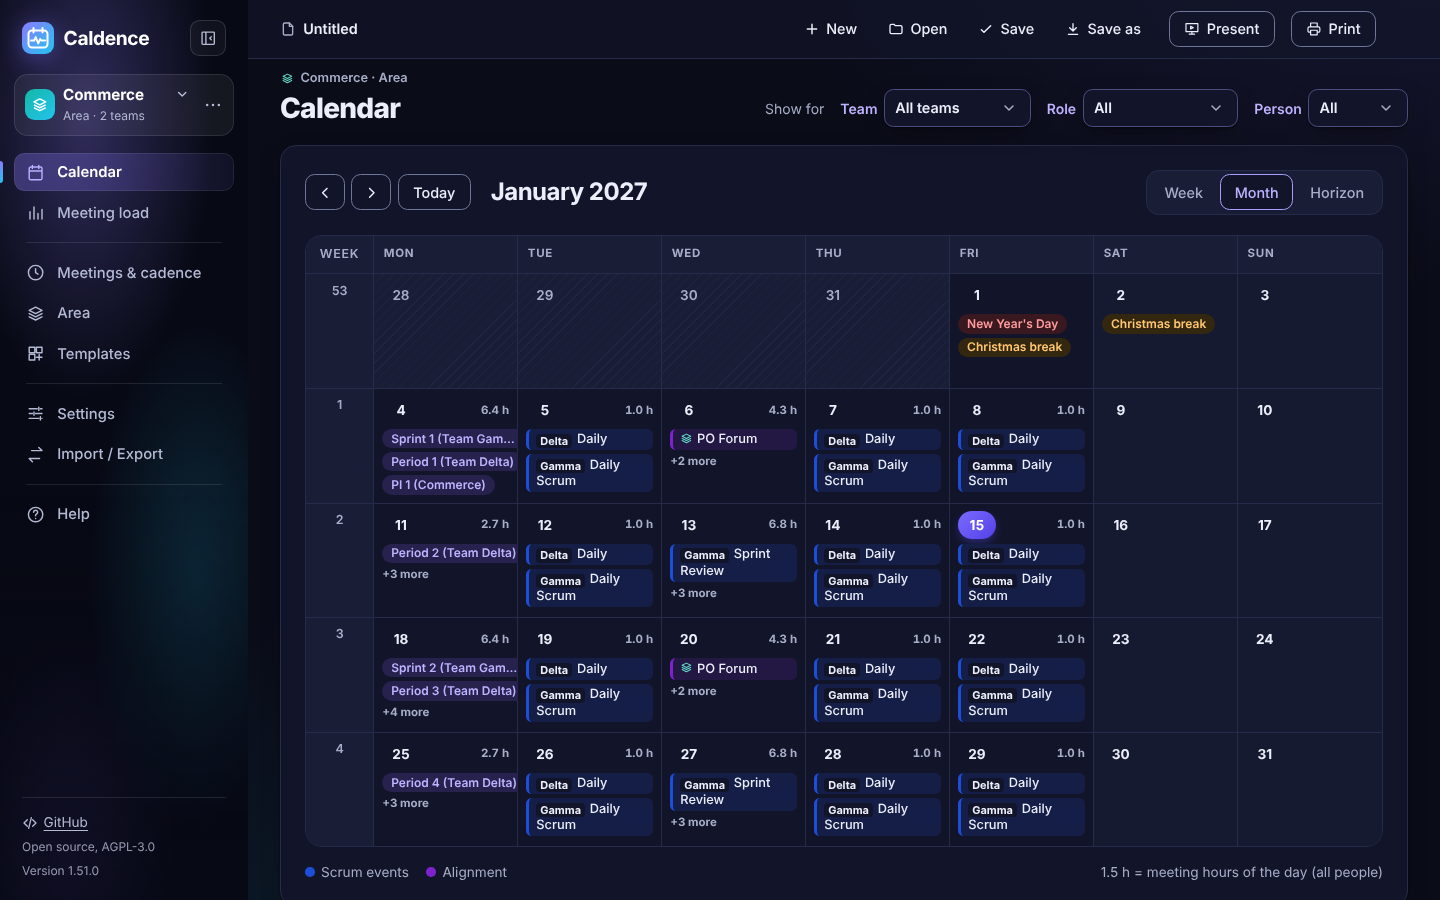 Caldence
Commerce
Area · 2 teams
Calendar
Meeting load
Meetings & cadence
Area
Templates
Settings
Import / Export
Help
GitHub
Open source, AGPL-3.0
Version 1.51.0
Untitled
New
Open
Save
Save as
Present
Print
Commerce · Area
Calendar
Show for
Team
All teams
Role
All
Person
All
Today
January 2027
Week
Month
Horizon
WEEK MON TUE WED THU FRI SAT SUN
53 28 29 30 31 1 2 3
New Year's Day
Christmas break
Christmas break
1
4 6.4 h
Sprint 1 (Team Gam...
Period 1 (Team Delta)
PI 1 (Commerce)
5 1.0 h
Delta Daily
Gamma Daily
Scrum
6 4.3 h
PO Forum
+2 more
7 1.0 h
Delta Daily
Gamma Daily
Scrum
8 1.0 h
Delta Daily
Gamma Daily
Scrum
9
10
2
11 2.7 h
Period 2 (Team Delta)
+3 more
12 1.0 h
Delta Daily
Gamma Daily
Scrum
13 6.8 h
Gamma Sprint
Review
+3 more
14 1.0 h
Delta Daily
Gamma Daily
Scrum
15 1.0 h
Delta Daily
Gamma Daily
Scrum
16
17
3
18 6.4 h
Sprint 2 (Team Gam...
Period 3 (Team Delta)
+4 more
19 1.0 h
Delta Daily
Gamma Daily
Scrum
20 4.3 h
PO Forum
+2 more
21 1.0 h
Delta Daily
Gamma Daily
Scrum
22 1.0 h
Delta Daily
Gamma Daily
Scrum
23
24
4
25 2.7 h
Period 4 (Team Delta)
+3 more
26 1.0 h
Delta Daily
Gamma Daily
Scrum
27 6.8 h
Gamma Sprint
Review
+3 more
28 1.0 h
Delta Daily
Gamma Daily
Scrum
29 1.0 h
Delta Daily
Gamma Daily
Scrum
30
31
Scrum events
Alignment
1.5 h = meeting hours of the day (all people)